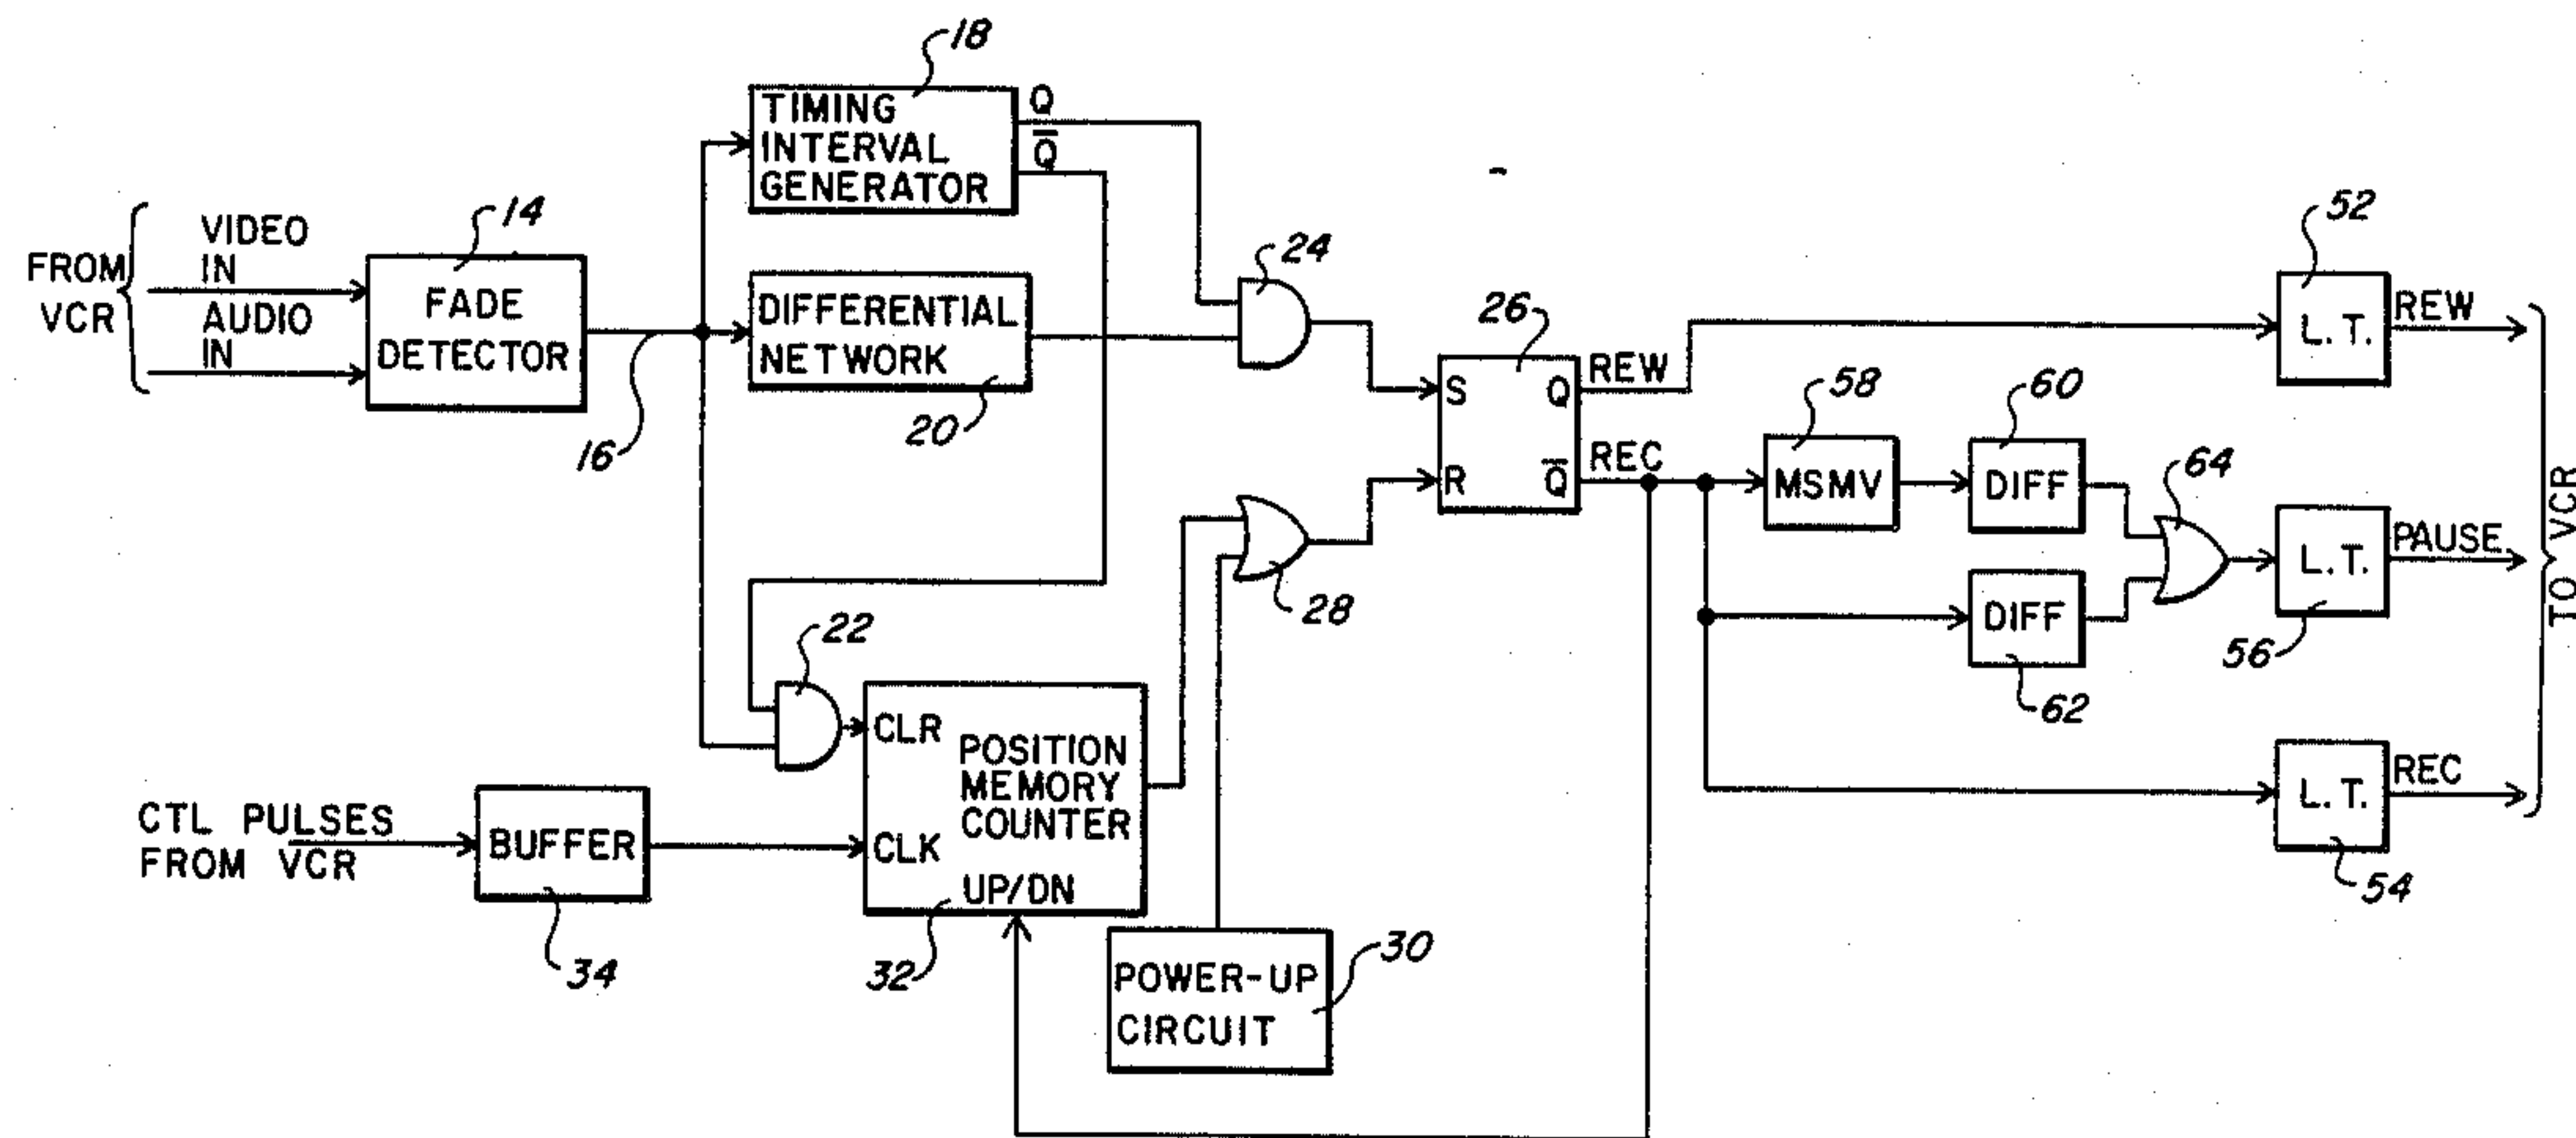 18
TIMING
INTERVAL
GENERATOR
Q
Q̅
14
FROM
VCR
VIDEO
IN
AUDIO
IN
FADE
DETECTOR
16
DIFFERENTIAL
NETWORK
20
24
26
S
Q
R
Q̅
REW
REC
28
22
CLR
POSITION
MEMORY
COUNTER
CLK
UP/DN
32
CTL PULSES
FROM VCR
BUFFER
34
POWER-UP
CIRCUIT
30
58
MSMV
60
DIFF
DIFF
62
64
52
L.T.
REW
L.T.
PAUSE
56
L.T.
REC
54
TO VCR